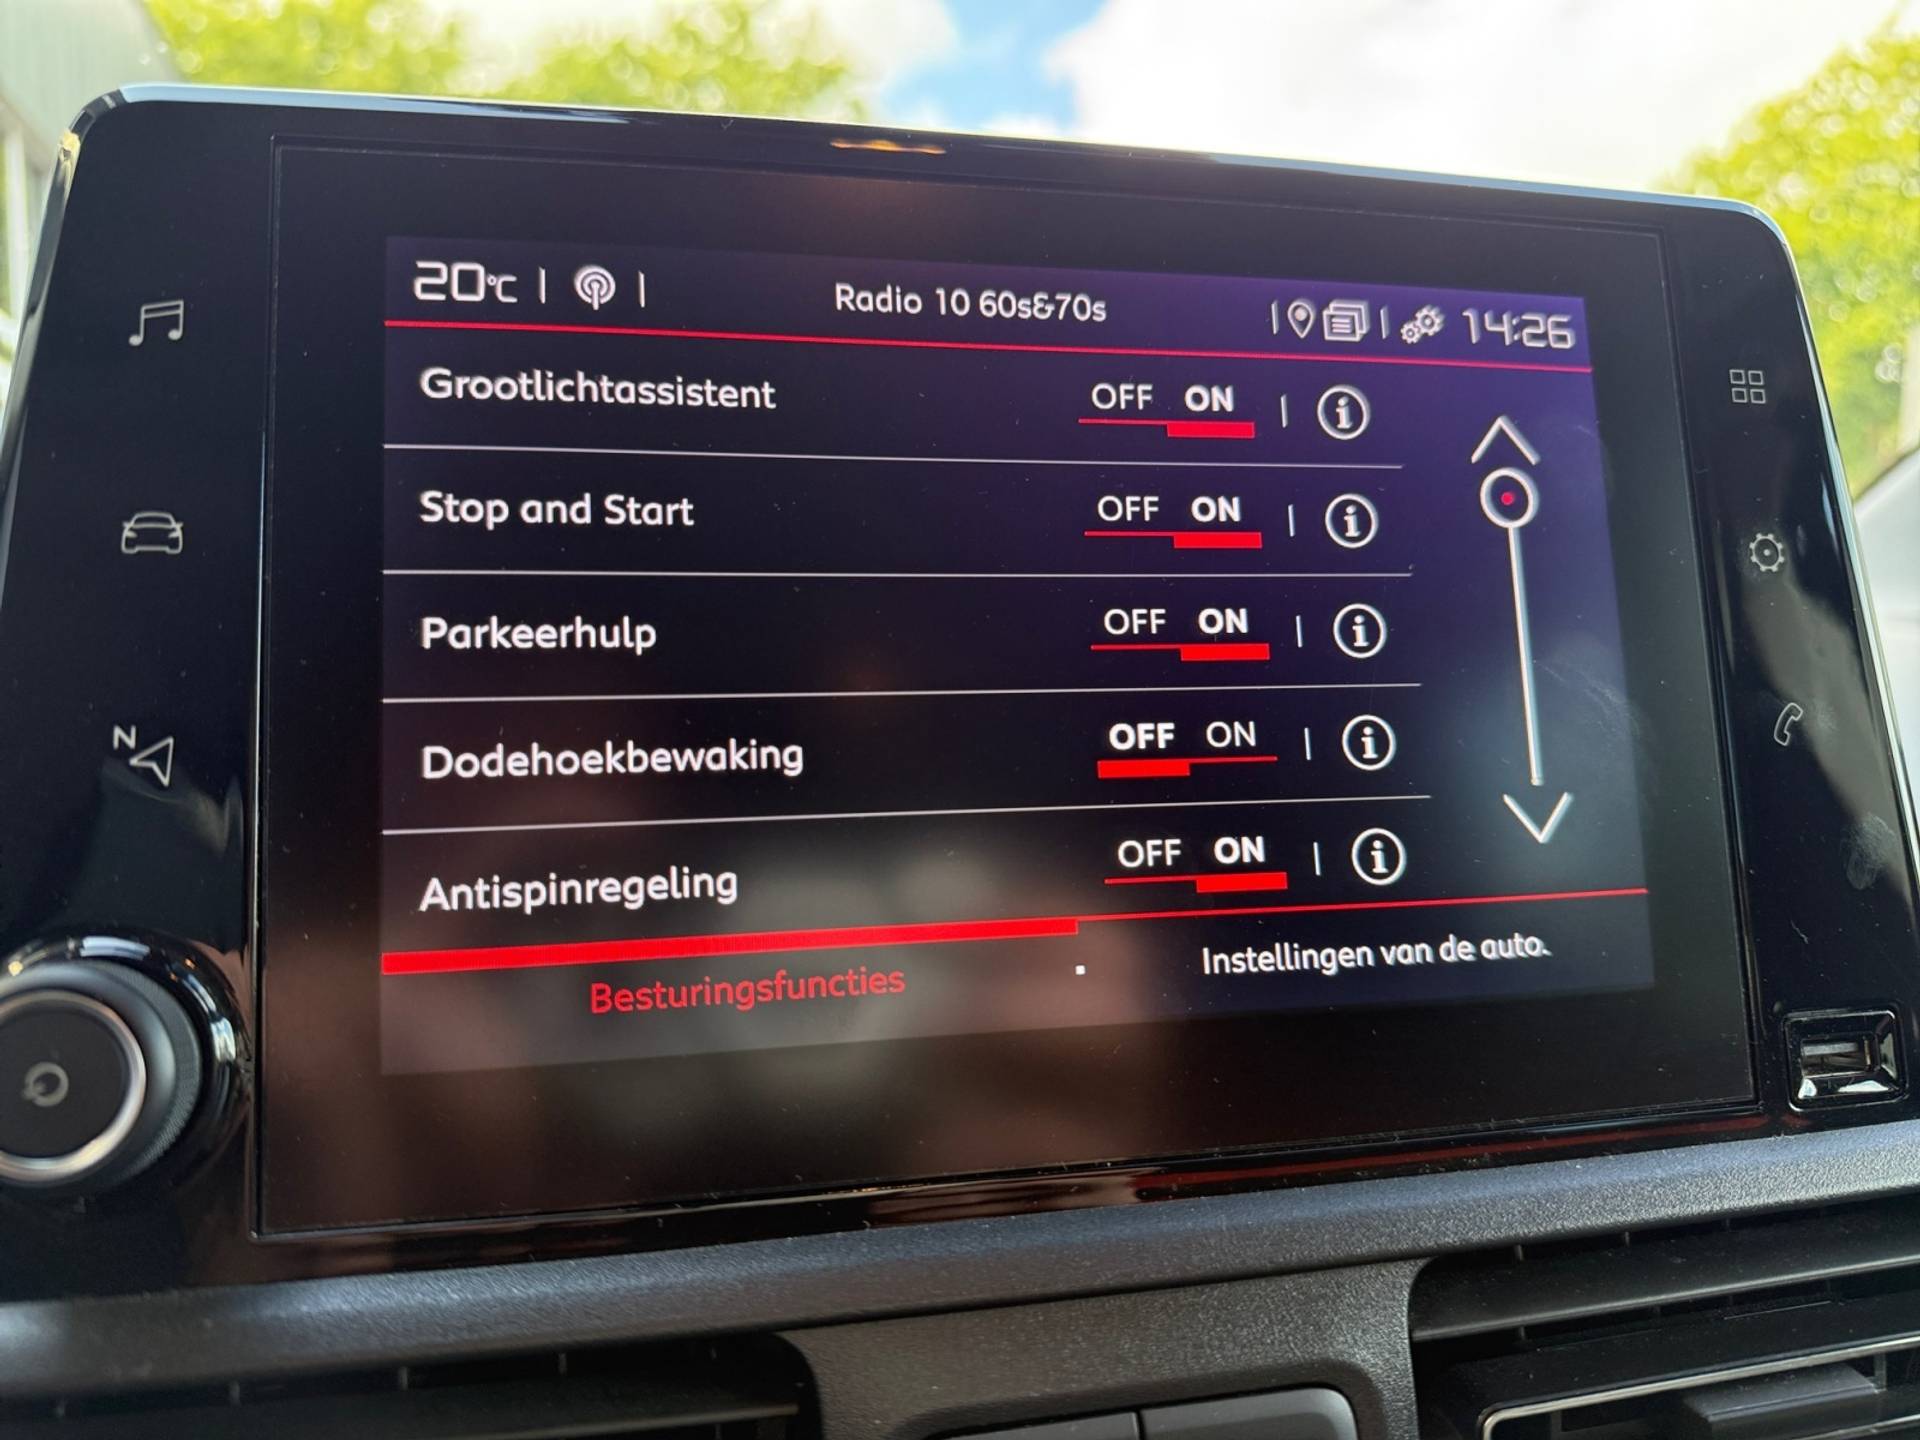 20°C
Radio 10 60s&70s
14:26
Grootlichtassistent OFF ON
Stop and Start OFF ON
Parkeerhulp OFF ON
Dodehoekbewaking OFF ON
Antispinregeling OFF ON
Besturingsfuncties
Instellingen van de auto.
N